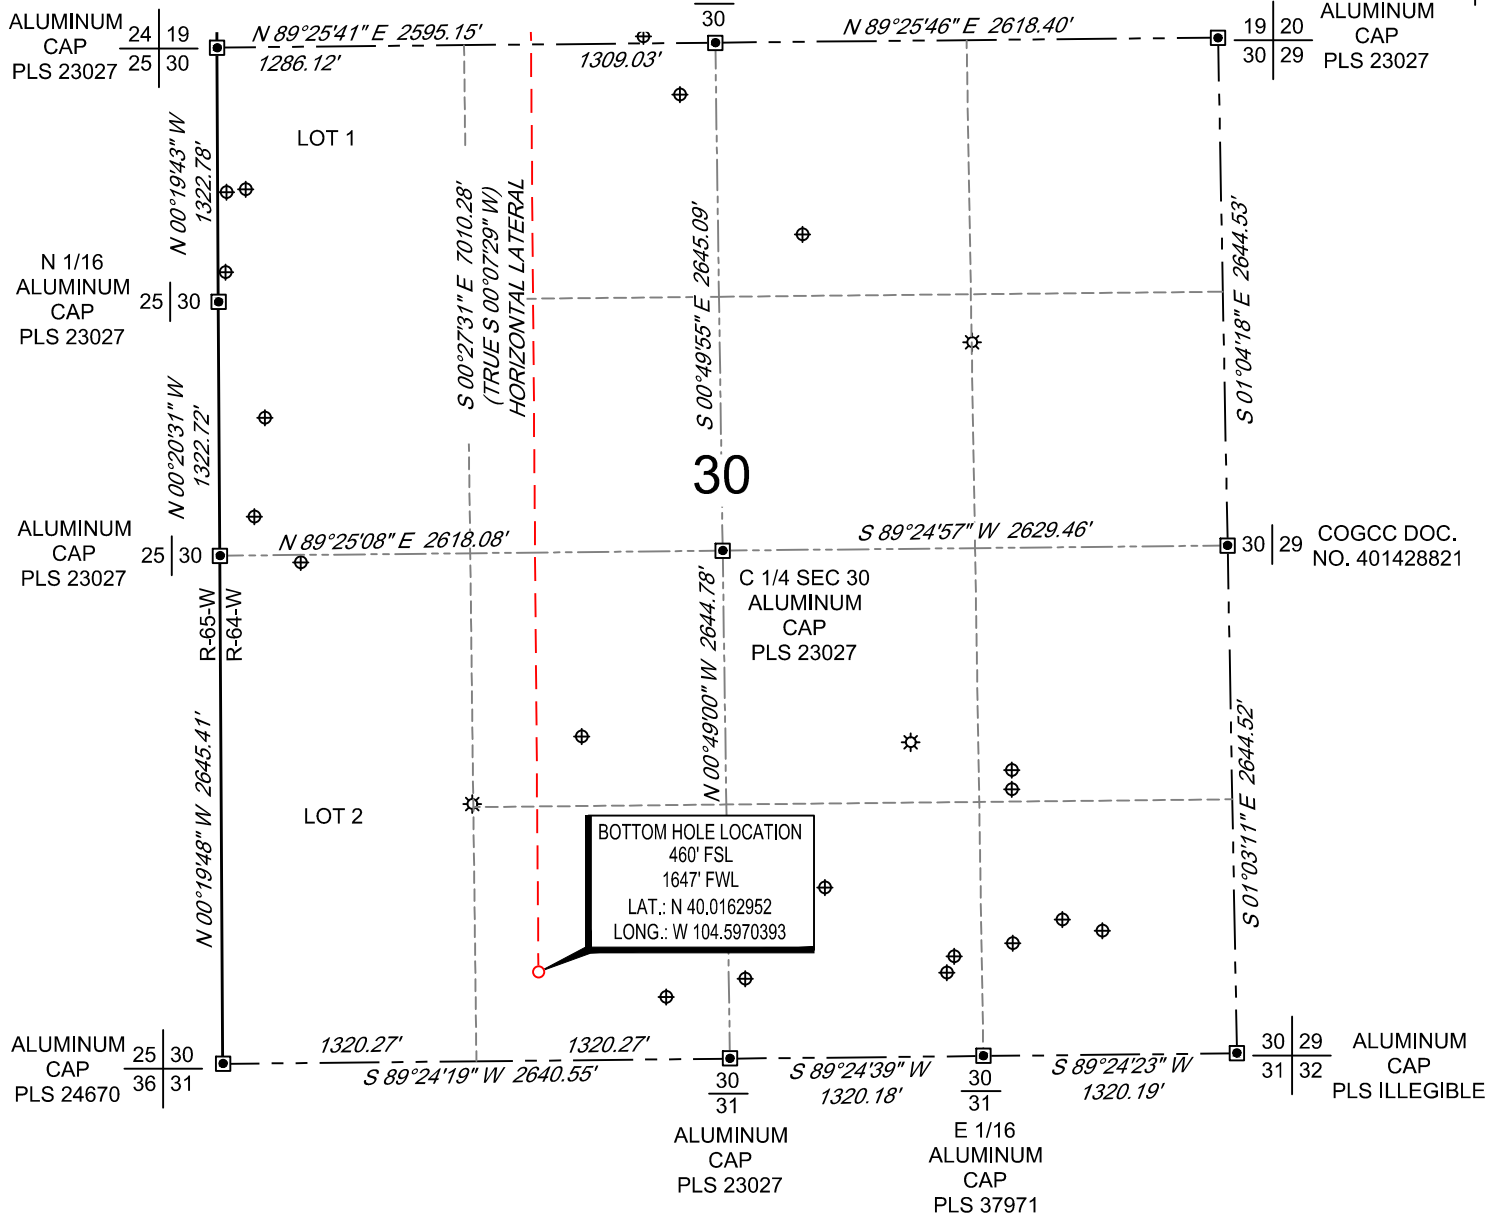 ALUMINUM
CAP
PLS 23027
24 19
25 30
N 89°25'41" E 2595.15'
1286.12'
1309.03'
30
N 89°25'46" E 2618.40'
19 20
30 29
ALUMINUM
CAP
PLS 23027
LOT 1
N 00°19'43" W
1322.78'
N 1/16
ALUMINUM
CAP
PLS 23027
25 30
S 00°27'31" E 7010.28'
(TRUE S 00°07'29" W)
HORIZONTAL LATERAL
S 00°49'55" E 2645.09'
S 01°04'18" E 2644.53'
N 00°20'31" W
1322.72'
30
ALUMINUM
CAP
PLS 23027
25 30
N 89°25'08" E 2618.08'
S 89°24'57" W 2629.46'
30 29
COGCC DOC.
NO. 401428821
C 1/4 SEC 30
ALUMINUM
CAP
PLS 23027
R-65-W
R-64-W
N 00°49'00" W 2644.78'
N 00°19'48" W 2645.41'
S 01°03'11" E 2644.52'
LOT 2
BOTTOM HOLE LOCATION
460' FSL
1647' FWL
LAT.: N 40.0162952
LONG.: W 104.5970393
ALUMINUM
CAP
PLS 24670
25 30
36 31
1320.27'
1320.27'
S 89°24'19" W 2640.55'
30
31
ALUMINUM
CAP
PLS 23027
S 89°24'39" W
1320.18'
30
31
E 1/16
ALUMINUM
CAP
PLS 37971
S 89°24'23" W
1320.19'
30 29
31 32
ALUMINUM
CAP
PLS ILLEGIBLE